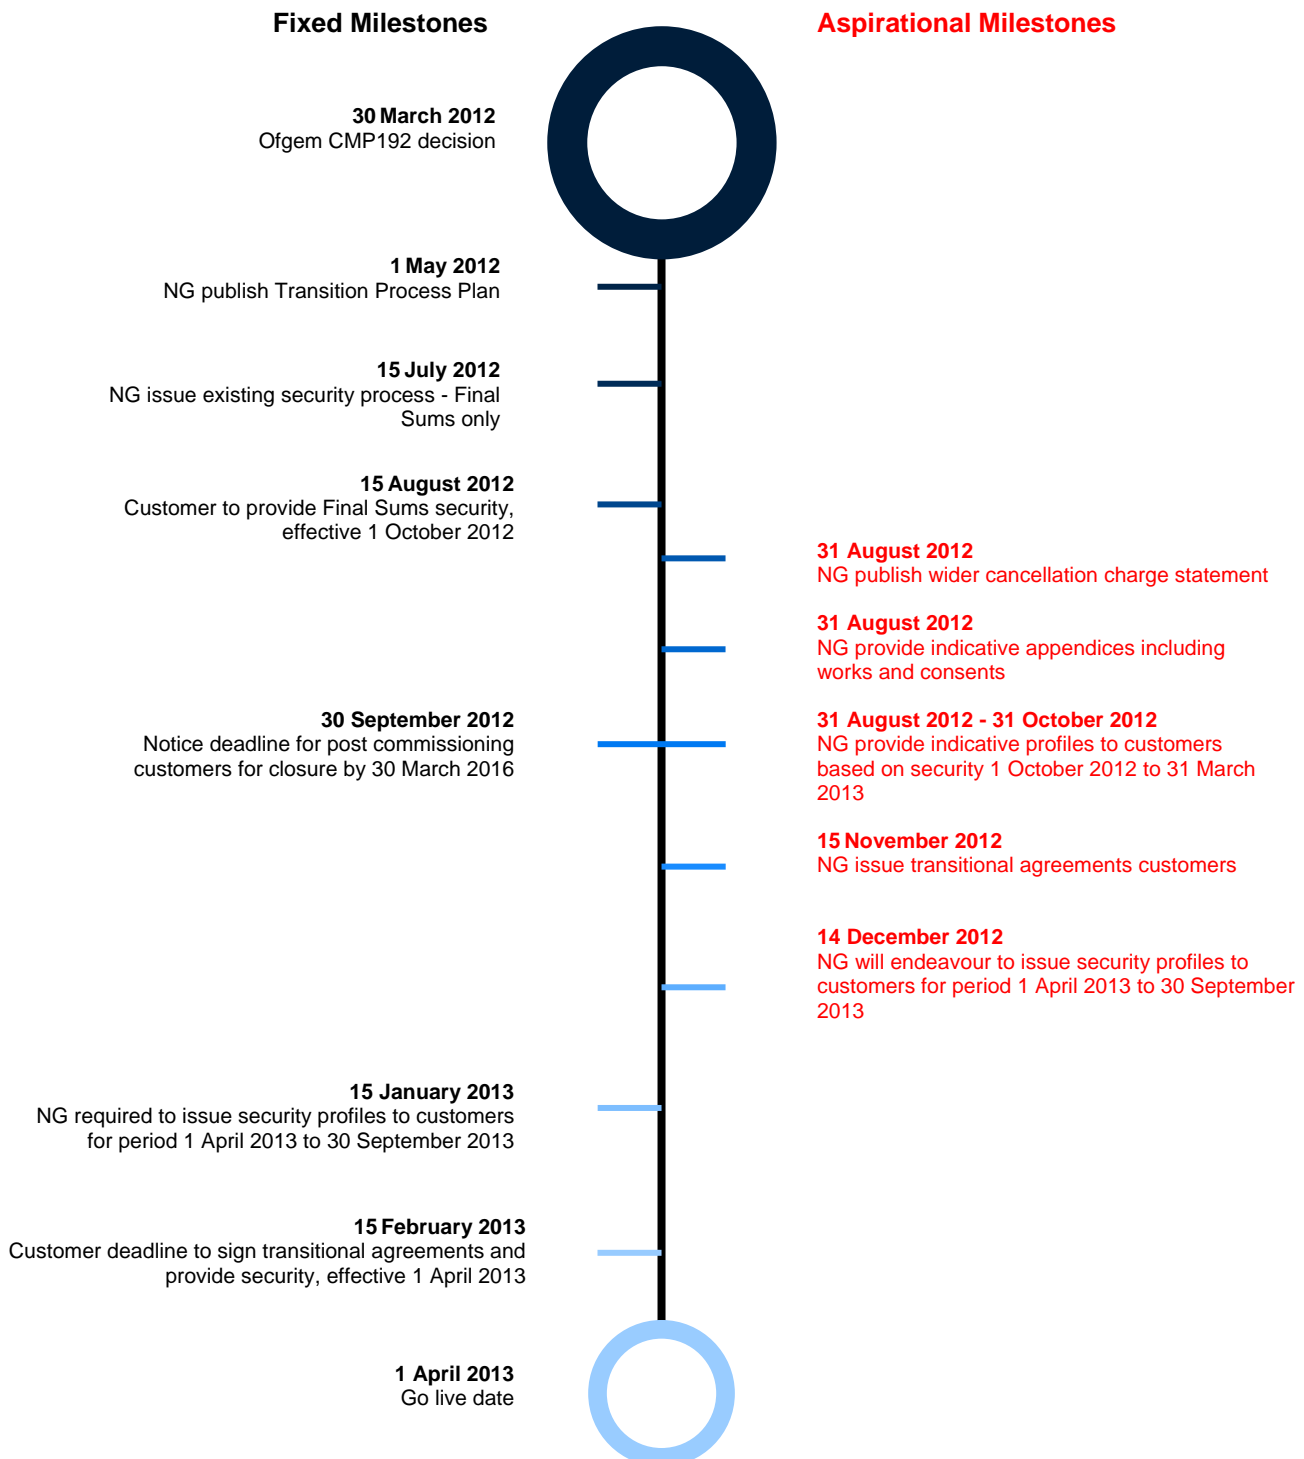 Fixed Milestones
Aspirational Milestones
30 March 2012
Ofgem CMP192 decision
1 May 2012
NG publish Transition Process Plan
15 July 2012
NG issue existing security process - Final
Sums only
15 August 2012
Customer to provide Final Sums security,
effective 1 October 2012
31 August 2012
NG publish wider cancellation charge statement
31 August 2012
NG provide indicative appendices including
works and consents
30 September 2012
Notice deadline for post commissioning
customers for closure by 30 March 2016
31 August 2012 - 31 October 2012
NG provide indicative profiles to customers
based on security 1 October 2012 to 31 March
2013
15 November 2012
NG issue transitional agreements customers
14 December 2012
NG will endeavour to issue security profiles to
customers for period 1 April 2013 to 30 September
2013
15 January 2013
NG required to issue security profiles to customers
for period 1 April 2013 to 30 September 2013
15 February 2013
Customer deadline to sign transitional agreements and
provide security, effective 1 April 2013
1 April 2013
Go live date